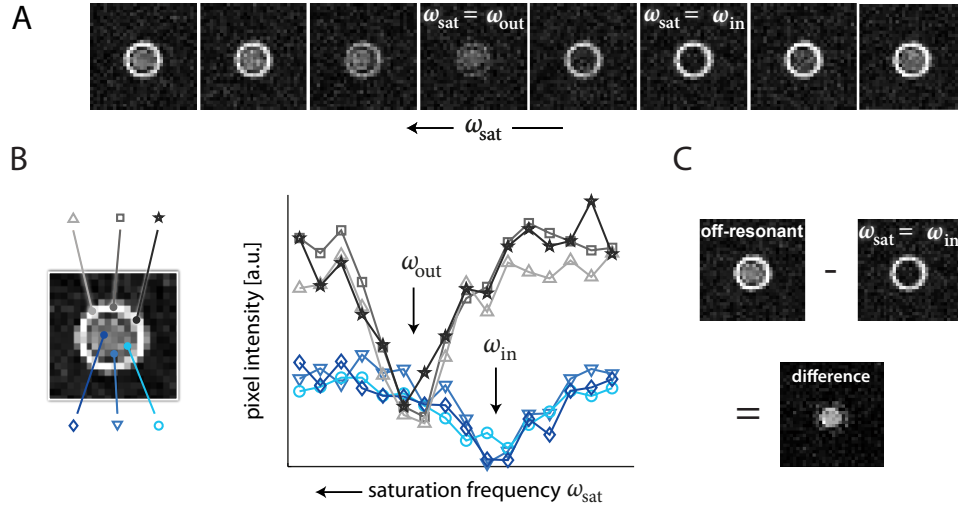 A
ωsat = ωout
ωsat = ωin
ωsat
B
C
pixel intensity [a.u.]
ωout
ωin
saturation frequency ωsat
off-resonant
ωsat = ωin
-
=
difference